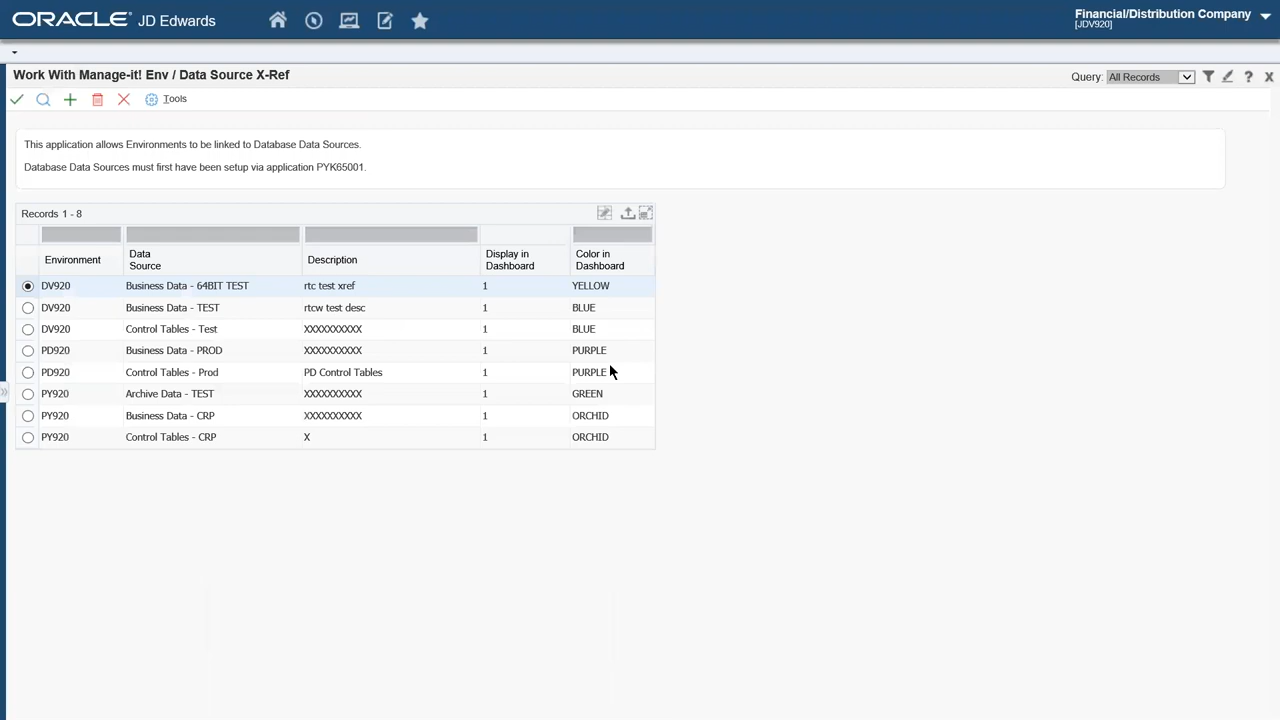 ORACLE JD Edwards
Financial/Distribution Company
[JDV920]
Work With Manage-it! Env / Data Source X-Ref
Query: All Records
Tools
This application allows Environments to be linked to Database Data Sources.
Database Data Sources must first have been setup via application PYK65001.
Records 1 - 8
Environment Data Source Description Display in Dashboard Color in Dashboard
DV920 Business Data - 64BIT TEST rtc test xref 1 YELLOW
DV920 Business Data - TEST rtcw test desc 1 BLUE
DV920 Control Tables - Test XXXXXXXXXX 1 BLUE
PD920 Business Data - PROD XXXXXXXXXX 1 PURPLE
PD920 Control Tables - Prod PD Control Tables 1 PURPLE
PY920 Archive Data - TEST XXXXXXXXXX 1 GREEN
PY920 Business Data - CRP XXXXXXXXXX 1 ORCHID
PY920 Control Tables - CRP X 1 ORCHID